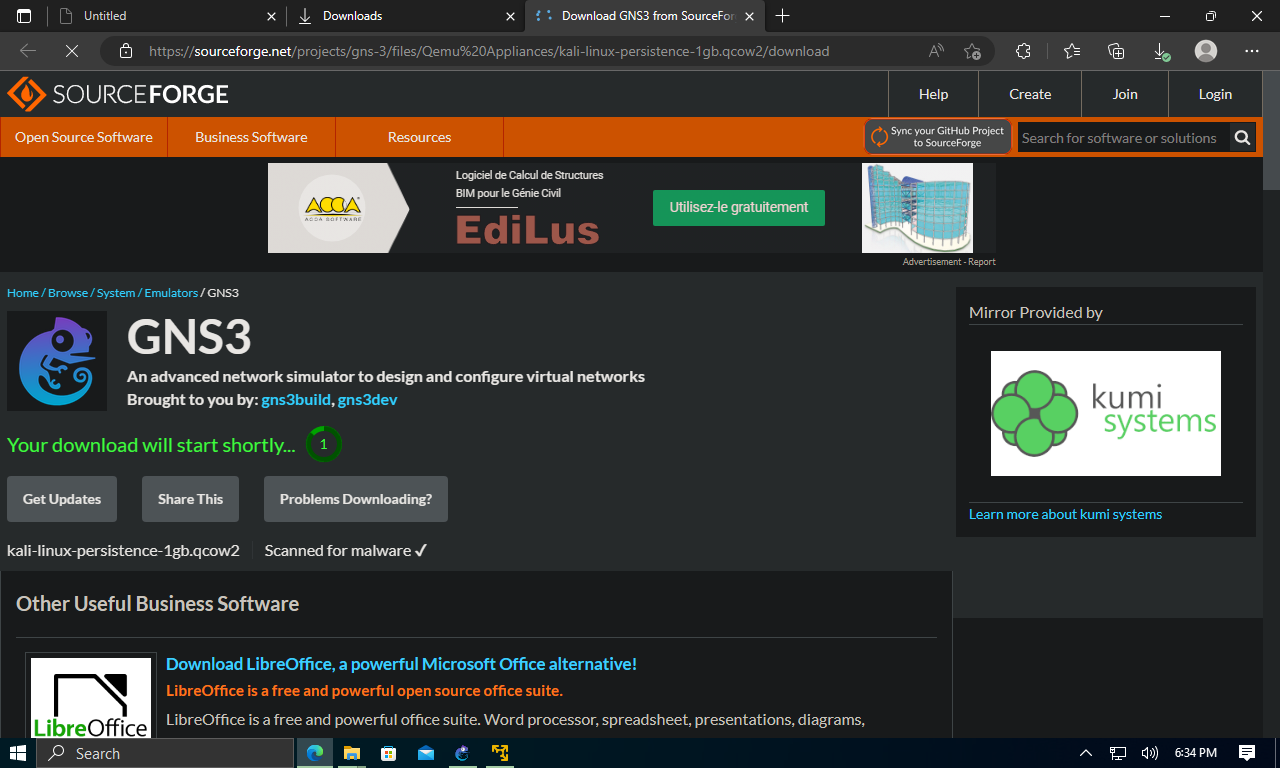 Untitled
Downloads
Download GNS3 from SourceFor
https://sourceforge.net/projects/gns-3/files/Qemu%20Appliances/kali-linux-persistence-1gb.qcow2/download
SOURCEFORGE
Help
Create
Join
Login
Open Source Software
Business Software
Resources
Sync your GitHub Project
to SourceForge
Search for software or solutions
ACCA
ACCA SOFTWARE
Logiciel de Calcul de Structures
BIM pour le Génie Civil
EdiLus
Utilisez-le gratuitement
Advertisement - Report
Home / Browse / System / Emulators / GNS3
GNS3
An advanced network simulator to design and configure virtual networks
Brought to you by: gns3build, gns3dev
Your download will start shortly... 1
Get Updates
Share This
Problems Downloading?
kali-linux-persistence-1gb.qcow2
Scanned for malware ✓
Mirror Provided by
kumi
systems
Learn more about kumi systems
Other Useful Business Software
LibreOffice
Download LibreOffice, a powerful Microsoft Office alternative!
LibreOffice is a free and powerful open source office suite.
LibreOffice is a free and powerful office suite. Word processor, spreadsheet, presentations, diagrams,
Search
6:34 PM